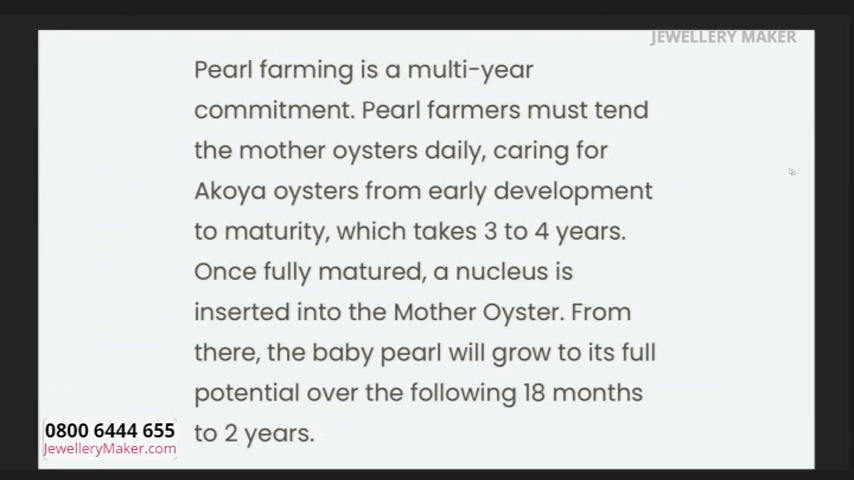 JEWELLERY MAKER
Pearl farming is a multi-year
commitment. Pearl farmers must tend
the mother oysters daily, caring for
Akoya oysters from early development
to maturity, which takes 3 to 4 years.
Once fully matured, a nucleus is
inserted into the Mother Oyster. From
there, the baby pearl will grow to its full
potential over the following 18 months
to 2 years.
0800 6444 655
JewelleryMaker.com